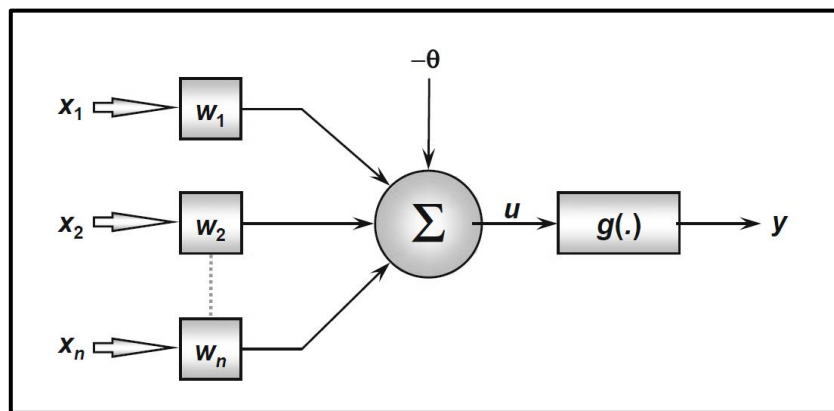 −θ
x₁ w₁
x₂ w₂ Σ u g(.) y
xₙ wₙ